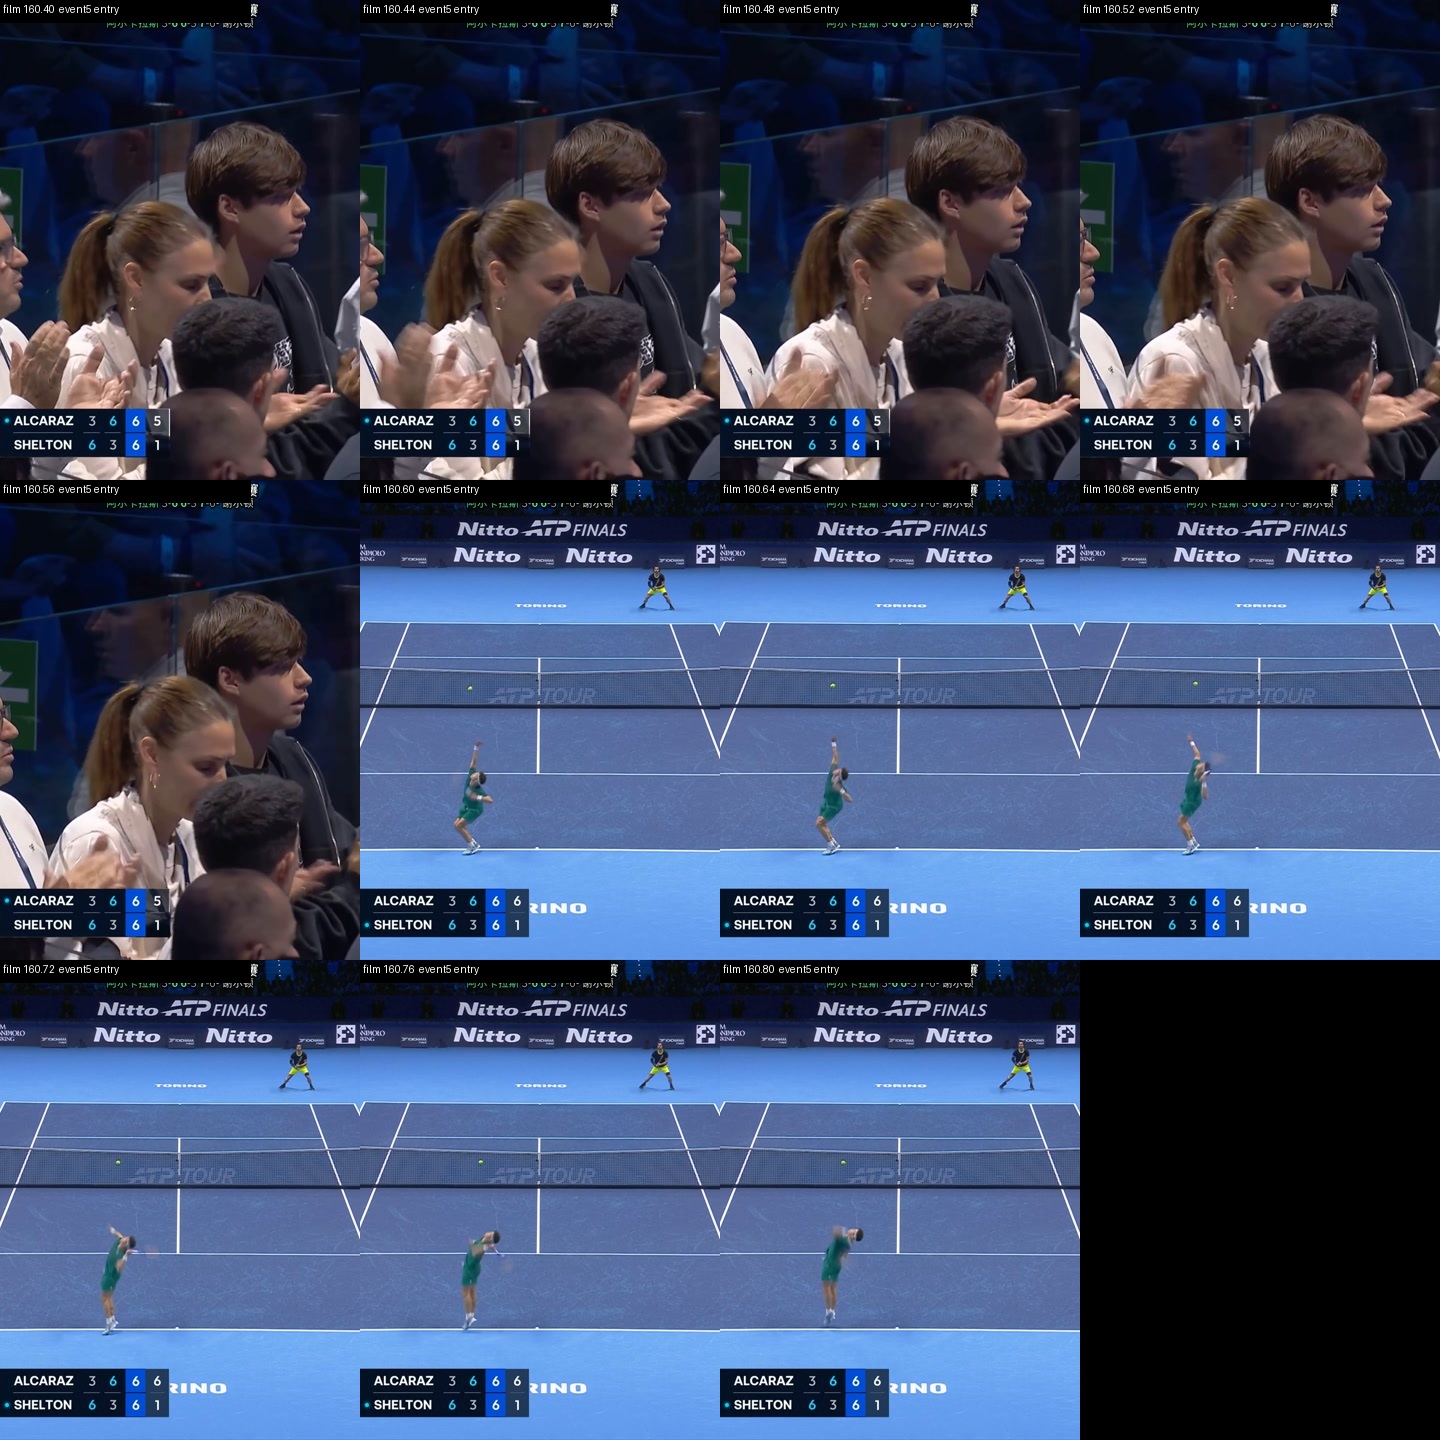 film 160.40 event5 entry
film 160.44 event5 entry
film 160.48 event5 entry
film 160.52 event5 entry
ALCARAZ 3 6 6 5
SHELTON 6 3 6 1
ALCARAZ 3 6 6 5
SHELTON 6 3 6 1
ALCARAZ 3 6 6 5
SHELTON 6 3 6 1
ALCARAZ 3 6 6 5
SHELTON 6 3 6 1
film 160.56 event5 entry
film 160.60 event5 entry
film 160.64 event5 entry
film 160.68 event5 entry
Nitto ATP FINALS
Nitto Nitto
TORINO
ATP TOUR
Nitto ATP FINALS
Nitto Nitto
TORINO
ATP TOUR
Nitto ATP FINALS
Nitto Nitto
TORINO
ATP TOUR
ALCARAZ 3 6 6 5
SHELTON 6 3 6 1
ALCARAZ 3 6 6 6
SHELTON 6 3 6 1
RINO
ALCARAZ 3 6 6 6
SHELTON 6 3 6 1
RINO
ALCARAZ 3 6 6 6
SHELTON 6 3 6 1
RINO
film 160.72 event5 entry
film 160.76 event5 entry
film 160.80 event5 entry
Nitto ATP FINALS
Nitto Nitto
TORINO
ATP TOUR
Nitto ATP FINALS
Nitto Nitto
TORINO
ATP TOUR
Nitto ATP FINALS
Nitto Nitto
TORINO
ATP TOUR
ALCARAZ 3 6 6 6
SHELTON 6 3 6 1
RINO
ALCARAZ 3 6 6 6
SHELTON 6 3 6 1
RINO
ALCARAZ 3 6 6 6
SHELTON 6 3 6 1
RINO